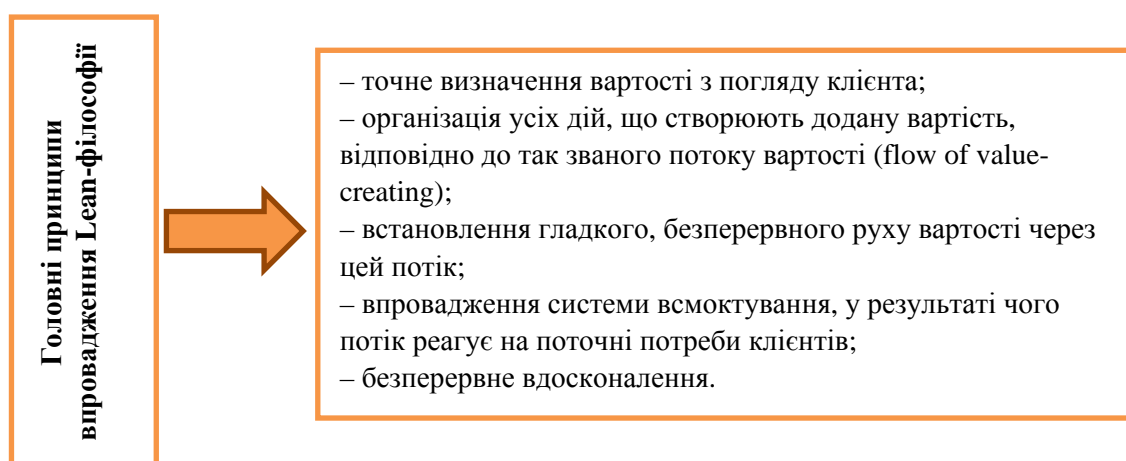 Головні принципи
впровадження Lean-філософії
– точне визначення вартості з погляду клієнта;
– організація усіх дій, що створюють додану вартість,
відповідно до так званого потоку вартості (flow of value-
creating);
– встановлення гладкого, безперервного руху вартості через
цей потік;
– впровадження системи всмоктування, у результаті чого
потік реагує на поточні потреби клієнтів;
– безперервне вдосконалення.